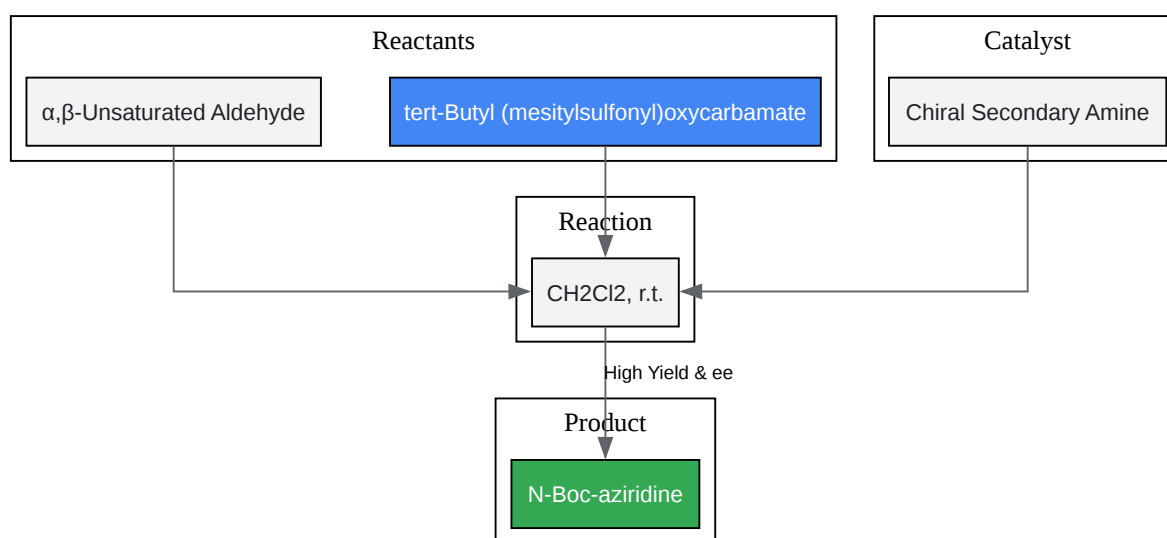 Reactants
Catalyst
α,β-Unsaturated Aldehyde
tert-Butyl (mesitylsulfonyl)oxycarbamate
Chiral Secondary Amine
Reaction
CH2Cl2, r.t.
High Yield & ee
Product
N-Boc-aziridine